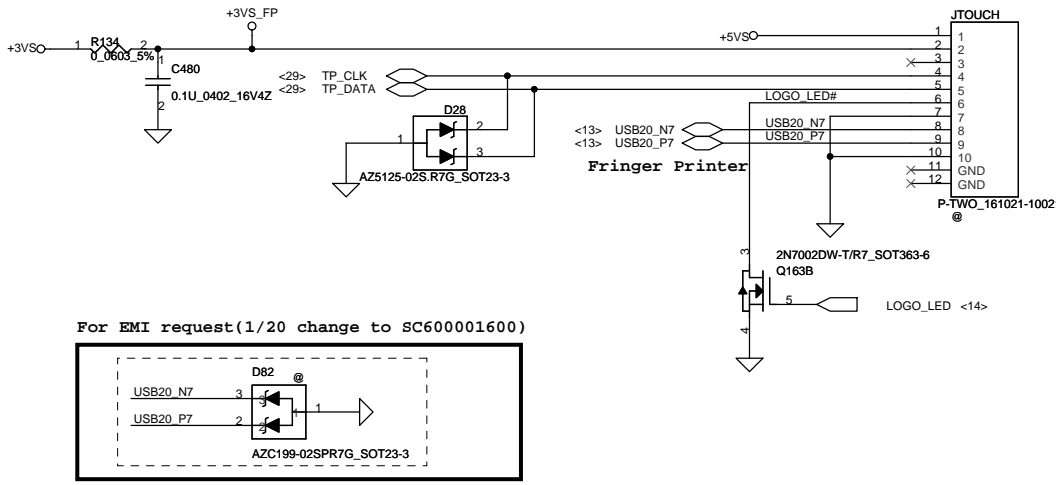 +3VS_FP
JTOUCH
+3VS
1
R134
2
0_0603_5%
1
C480
0.1U_0402_16V4Z
2
+5VS
1 1
2 2
3 3
4 4
5 5
6 6
7 7
8 8
9 9
10 10
11 GND
12 GND
P-TWO_161021-1002
@
<29> TP_CLK
<29> TP_DATA
LOGO_LED#
D28
1
2
3
AZ5125-02S.R7G_SOT23-3
<13> USB20_N7
USB20_N7
<13> USB20_P7
USB20_P7
Fringer Printer
3
2N7002DW-T/R7_SOT363-6
Q163B
5
LOGO_LED <14>
4
For EMI request(1/20 change to SC600001600)
D82
@
USB20_N7
3
3
USB20_P7
2
2
1
1
AZC199-02SPR7G_SOT23-3